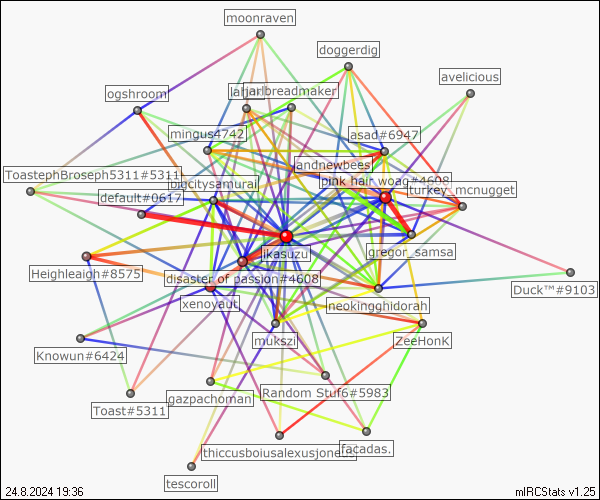 moonraven
doggerdig
avelicious
ogshroom
jarlbreadmaker
mingus4742
asad#6947
landnewbees
ToastephBroseph5311#5311
bigcitysamurai
pink hair woag#4608
default#0617
turkey_mcnugget
ikasuzu
gregor_samsa
Heighleaigh#8575
disaster of passion#4608
Duck™#9103
xenoyaut
neokingghidorah
mukszi
ZeeHonK
Knowun#6424
Random Stuf6#5983
gazpachoman
Toast#5311
facadas.
thiccusboiusalexusjones
tescoroll
24.8.2024 19:36
mIRCStats v1.25